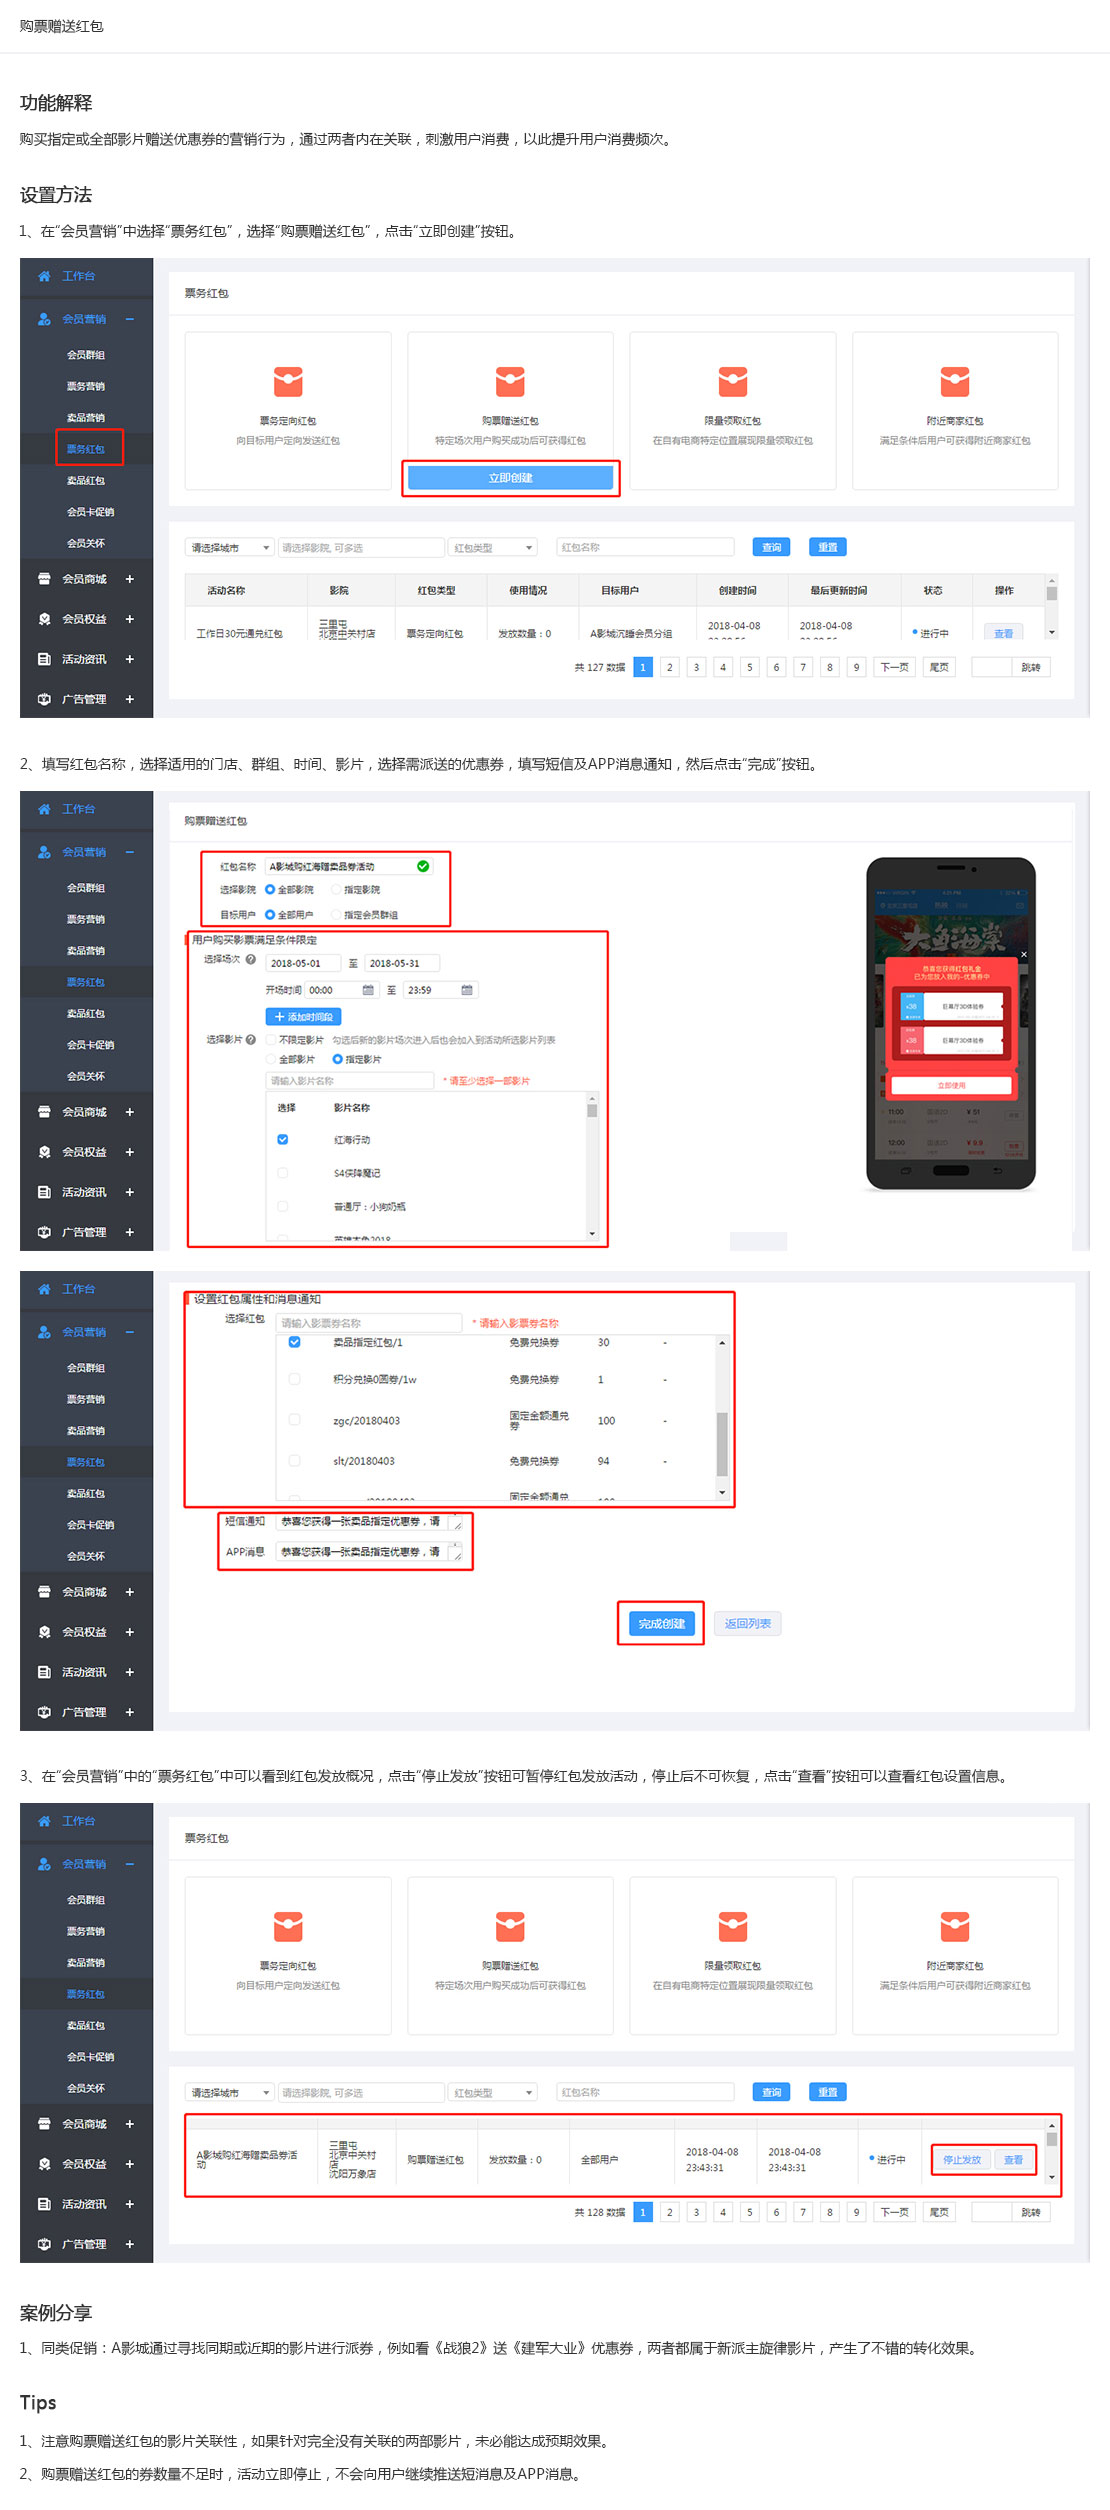 购票赠送红包
功能解释
购买指定或全部影片赠送优惠券的营销行为，通过两者内在关联，刺激用户消费，以此提升用户消费频次。
设置方法
1、在“会员营销”中选择“票务红包”，选择“购票赠送红包”，点击“立即创建”按钮。
工作台
会员营销
会员群组
票务营销
卖品营销
票务红包
卖品红包
会员卡促销
会员关怀
会员商城
会员权益
活动资讯
广告管理
票务红包
票务定向红包
向目标用户定向发送红包
购票赠送红包
特定场次用户购买成功后可获得红包
立即创建
限量领取红包
在自有电商特定位置展现限量领取红包
附近商家红包
满足条件后用户可获得附近商家红包
请选择城市 请选择影院, 可多选 红包类型 红包名称 查询 重置
活动名称 影院 红包类型 使用情况 目标用户 创建时间 最后更新时间 状态 操作
工作日30元通兑红包 三里屯 北京中关村店 票务定向红包 发放数量：0 A影城沉睡会员分组 2018-04-08 2018-04-08 进行中 查看
共 127 数据 1 2 3 4 5 6 7 8 9 下一页 尾页 跳转
2、填写红包名称，选择适用的门店、群组、时间、影片，选择需派送的优惠券，填写短信及APP消息通知，然后点击“完成”按钮。
工作台
会员营销
会员群组
票务营销
卖品营销
票务红包
卖品红包
会员卡促销
会员关怀
会员商城
会员权益
活动资讯
广告管理
购票赠送红包
红包名称 A影城购红海赠卖品券活动
选择影院 全部影院 指定影院
目标用户 全部用户 指定会员群组
用户购买影票满足条件限定
选择场次 2018-05-01 至 2018-05-31
开场时间 00:00 至 23:59
+ 添加时间段
选择影片 不限定影片 勾选后新的影片场次进入后也会加入到活动所选影片列表
全部影片 指定影片
请输入影片名称 * 请至少选择一部影片
选择 影片名称
红海行动
S4侠降魔记
普通厅：小狗奶瓶
英雄本色2018
大鱼海棠
恭喜您获得红包礼盒
已为您放入我的-优惠券中
¥38 巨幕厅3D体验券
¥38 巨幕厅3D体验券
立即使用
11:00 国语2D ¥ 51
12:00 国语2D ¥ 9.9
工作台
会员营销
会员群组
票务营销
卖品营销
票务红包
卖品红包
会员卡促销
会员关怀
会员商城
会员权益
活动资讯
广告管理
设置红包属性和消息通知
选择红包 请输入影票券名称 * 请输入影票券名称
卖品指定红包/1 免费兑换券 30 -
积分兑换0圆券/1w 免费兑换券 1 -
zgc/20180403 固定金额通兑券 100 -
slt/20180403 免费兑换券 94 -
固定金额通兑
短信通知 恭喜您获得一张卖品指定优惠券，请
APP消息 恭喜您获得一张卖品指定优惠券，请
完成创建 返回列表
3、在“会员营销”中的“票务红包”中可以看到红包发放概况，点击“停止发放”按钮可暂停红包发放活动，停止后不可恢复，点击“查看”按钮可以查看红包设置信息。
工作台
会员营销
会员群组
票务营销
卖品营销
票务红包
卖品红包
会员卡促销
会员关怀
会员商城
会员权益
活动资讯
广告管理
票务红包
票务定向红包
向目标用户定向发送红包
购票赠送红包
特定场次用户购买成功后可获得红包
限量领取红包
在自有电商特定位置展现限量领取红包
附近商家红包
满足条件后用户可获得附近商家红包
请选择城市 请选择影院, 可多选 红包类型 红包名称 查询 重置
A影城购红海赠卖品券活动 三里屯 北京中关村店 沈阳万象店 购票赠送红包 发放数量：0 全部用户 2018-04-08 23:43:31 2018-04-08 23:43:31 进行中 停止发放 查看
共 128 数据 1 2 3 4 5 6 7 8 9 下一页 尾页 跳转
案例分享
1、同类促销：A影城通过寻找同期或近期的影片进行派券，例如看《战狼2》送《建军大业》优惠券，两者都属于新派主旋律影片，产生了不错的转化效果。
Tips
1、注意购票赠送红包的影片关联性，如果针对完全没有关联的两部影片，未必能达成预期效果。
2、购票赠送红包的券数量不足时，活动立即停止，不会向用户继续推送短消息及APP消息。